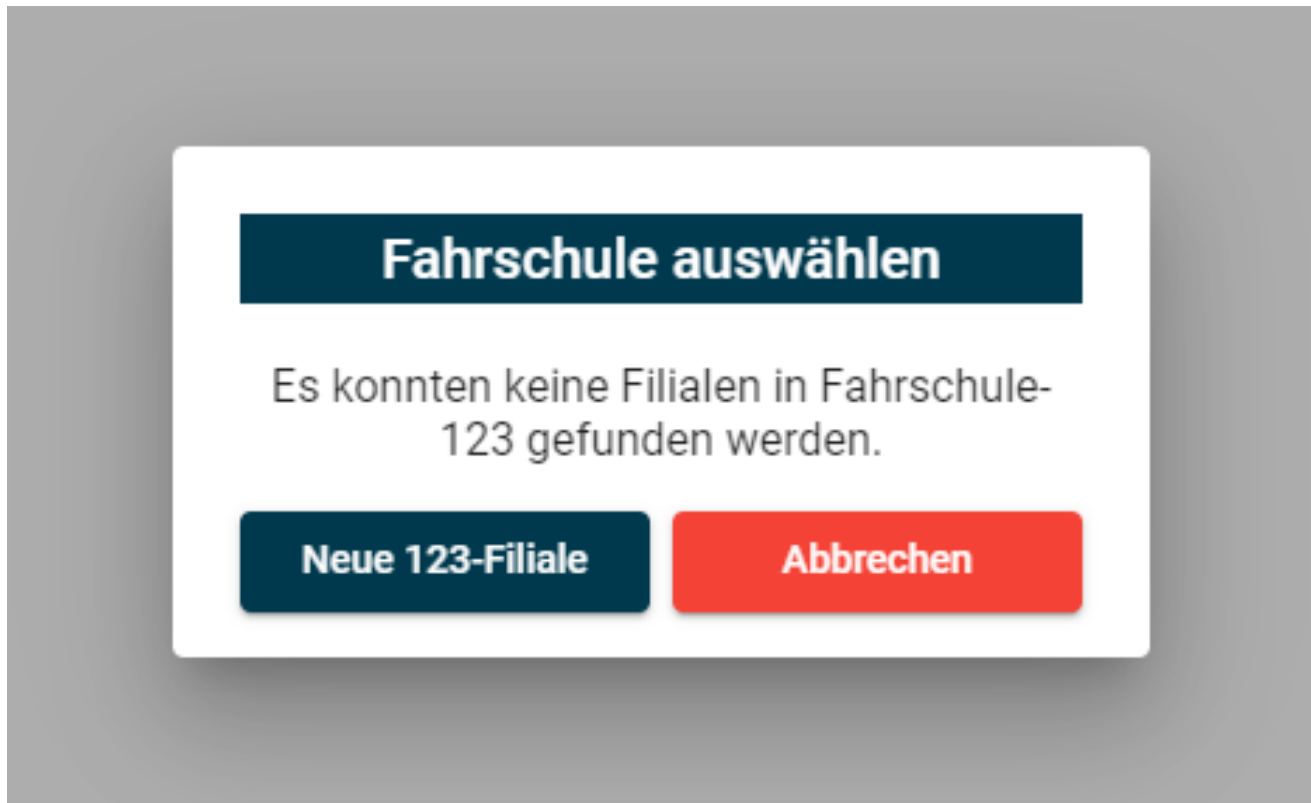 Fahrschule auswählen
Es konnten keine Filialen in Fahrschule-
123 gefunden werden.
Neue 123-Filiale
Abbrechen